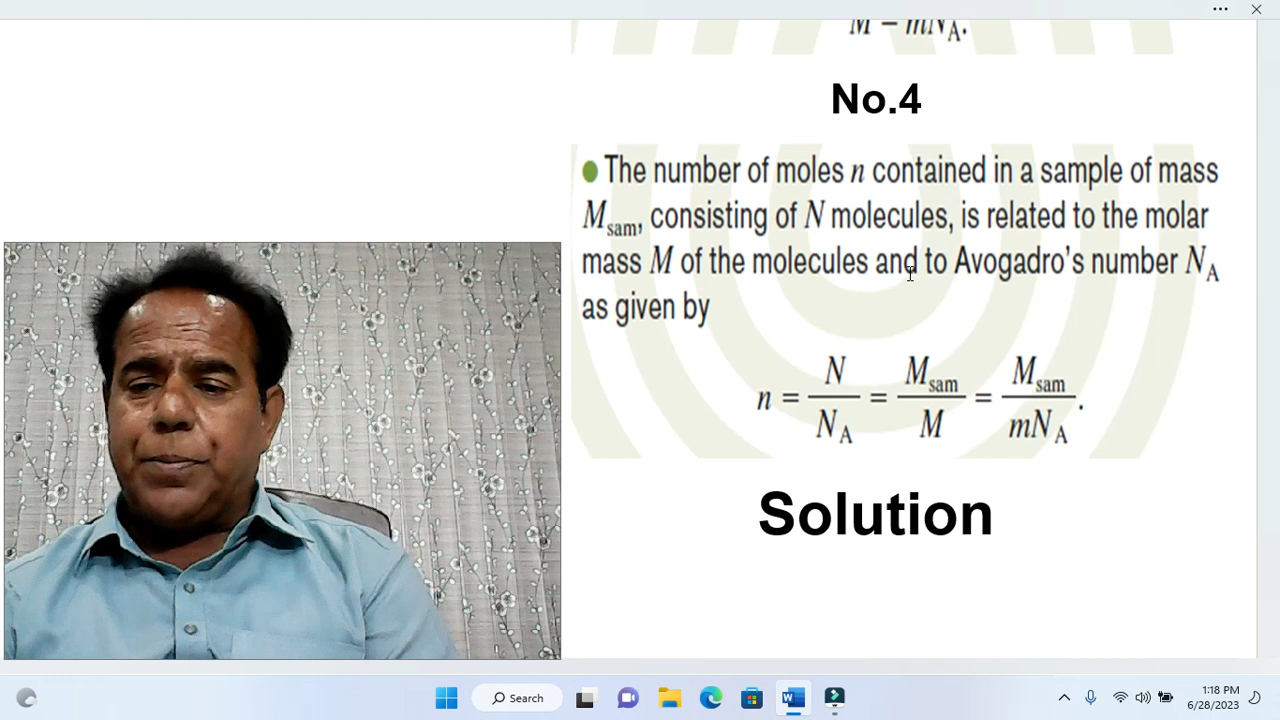 M = mN_A.
No.4
● The number of moles n contained in a sample of mass
M_sam, consisting of N molecules, is related to the molar
mass M of the molecules and to Avogadro's number N_A
as given by
n = N/N_A = M_sam/M = M_sam/mN_A.
Solution
Search
1:18 PM
6/28/2023